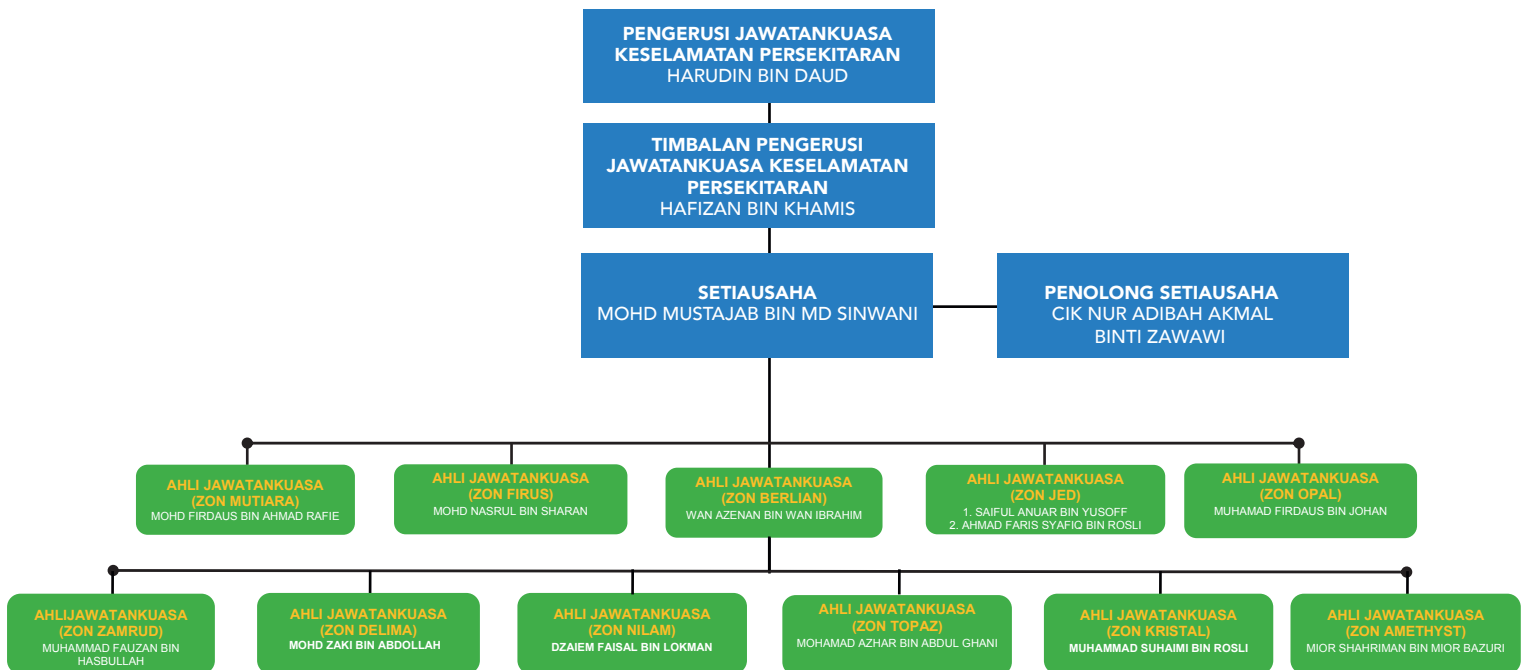 PENGERUSI JAWATANKUASA
KESELAMATAN PERSEKITARAN
HARUDIN BIN DAUD
TIMBALAN PENGERUSI
JAWATANKUASA KESELAMATAN
PERSEKITARAN
HAFIZAN BIN KHAMIS
SETIAUSAHA
MOHD MUSTAJAB BIN MD SINWANI
PENOLONG SETIAUSAHA
CIK NUR ADIBAH AKMAL
BINTI ZAWAWI
AHLI JAWATANKUASA
(ZON MUTIARA)
MOHD FIRDAUS BIN AHMAD RAFIE
AHLI JAWATANKUASA
(ZON FIRUS)
MOHD NASRUL BIN SHARAN
AHLI JAWATANKUASA
(ZON BERLIAN)
WAN AZENAN BIN WAN IBRAHIM
AHLI JAWATANKUASA
(ZON JED)
1. SAIFUL ANUAR BIN YUSOFF
2. AHMAD FARIS SYAFIQ BIN ROSLI
AHLI JAWATANKUASA
(ZON OPAL)
MUHAMAD FIRDAUS BIN JOHAN
AHLIJAWATANKUASA
(ZON ZAMRUD)
MUHAMMAD FAUZAN BIN
HASBULLAH
AHLI JAWATANKUASA
(ZON DELIMA)
MOHD ZAKI BIN ABDOLLAH
AHLI JAWATANKUASA
(ZON NILAM)
DZAIEM FAISAL BIN LOKMAN
AHLI JAWATANKUASA
(ZON TOPAZ)
MOHAMAD AZHAR BIN ABDUL GHANI
AHLI JAWATANKUASA
(ZON KRISTAL)
MUHAMMAD SUHAIMI BIN ROSLI
AHLI JAWATANKUASA
(ZON AMETHYST)
MIOR SHAHRIMAN BIN MIOR BAZURI